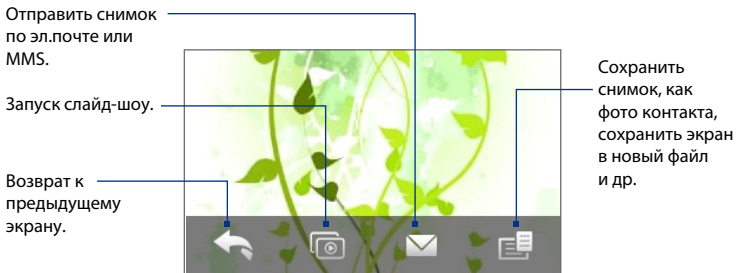 Отправить снимок
по эл.почте или
MMS.
Запуск слайд-шоу.
Возврат к
предыдущему
экрану.
Сохранить
снимок, как
фото контакта,
сохранить экран
в новый файл
и др.